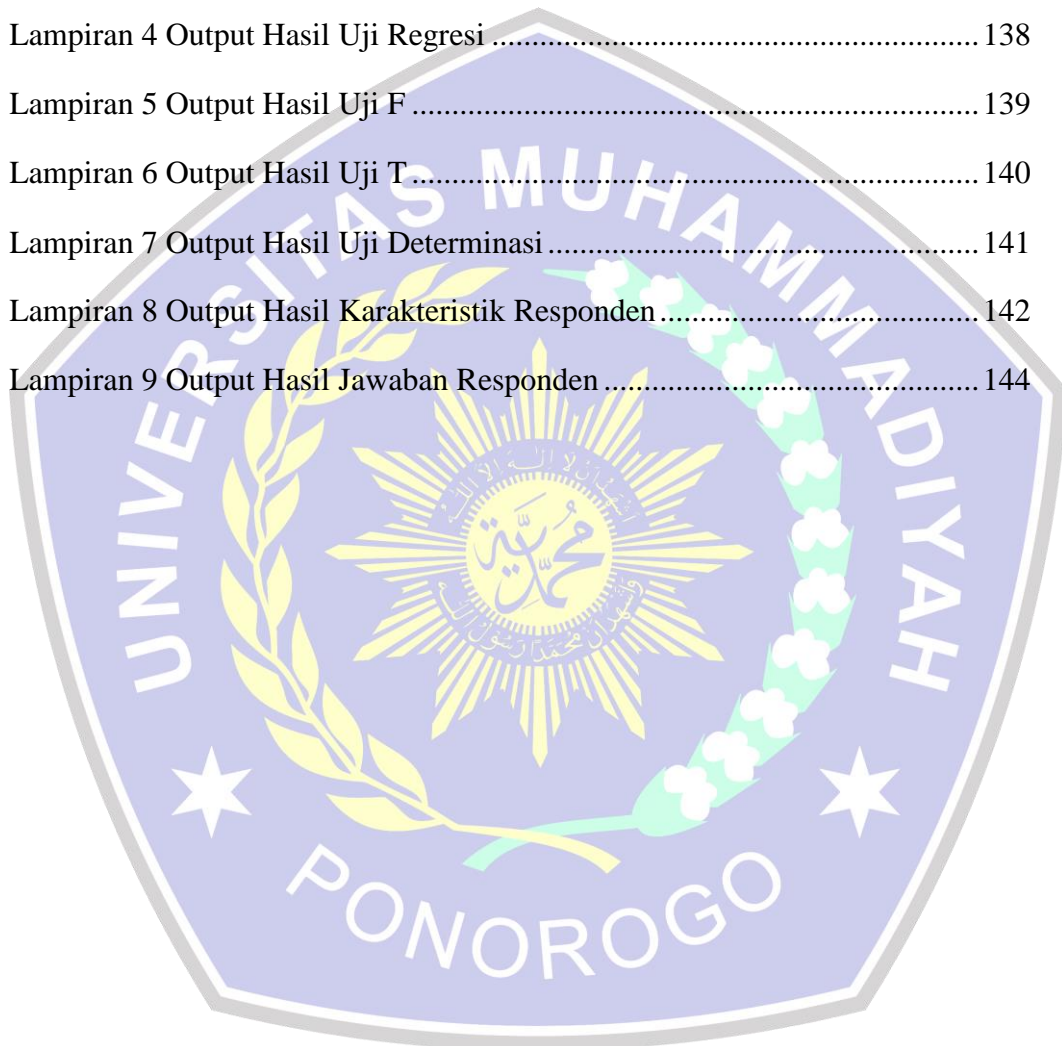 Lampiran 4 Output Hasil Uji Regresi ............................................................. 138
Lampiran 5 Output Hasil Uji F ....................................................................... 139
Lampiran 6 Output Hasil Uji T ....................................................................... 140
Lampiran 7 Output Hasil Uji Determinasi ...................................................... 141
Lampiran 8 Output Hasil Karakteristik Responden ........................................ 142
Lampiran 9 Output Hasil Jawaban Responden ............................................... 144
UNIVERSITAS MUHAMMADIYAH
PONOROGO